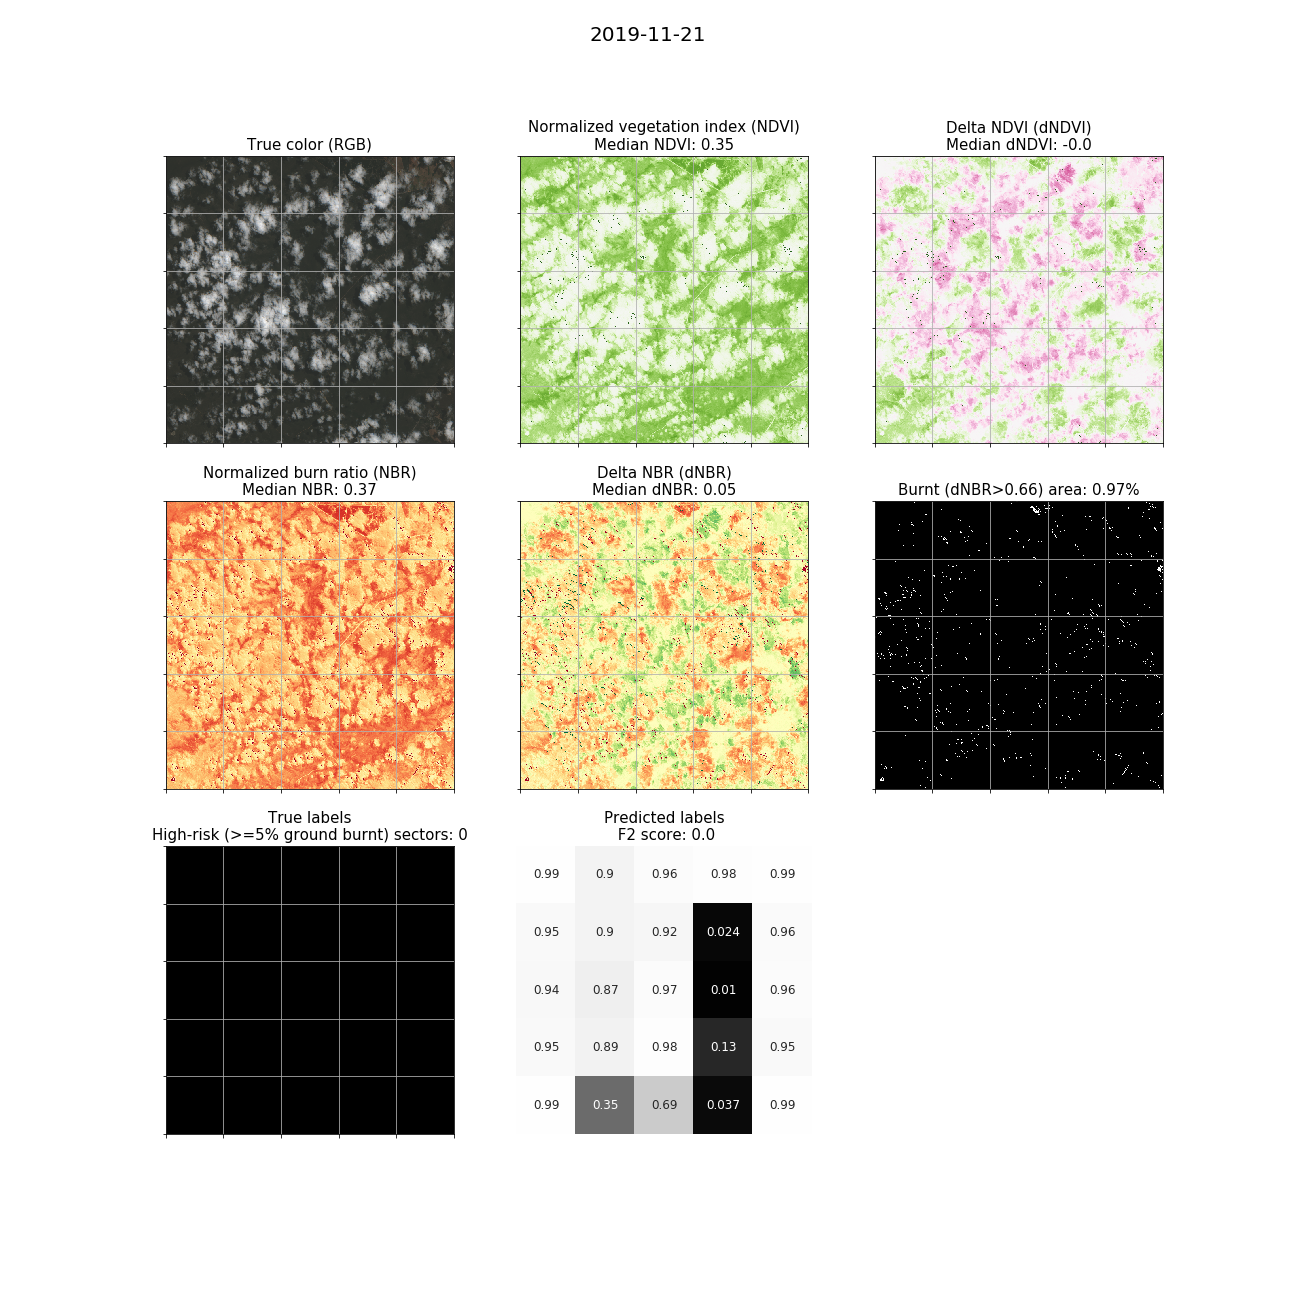 2019-11-21
True color (RGB)
Normalized vegetation index (NDVI)
Median NDVI: 0.35
Delta NDVI (dNDVI)
Median dNDVI: -0.0
Normalized burn ratio (NBR)
Median NBR: 0.37
Delta NBR (dNBR)
Median dNBR: 0.05
Burnt (dNBR>0.66) area: 0.97%
True labels
High-risk (>=5% ground burnt) sectors: 0
Predicted labels
F2 score: 0.0
0.99 0.9 0.96 0.98 0.99
0.95 0.9 0.92 0.024 0.96
0.94 0.87 0.97 0.01 0.96
0.95 0.89 0.98 0.13 0.95
0.99 0.35 0.69 0.037 0.99